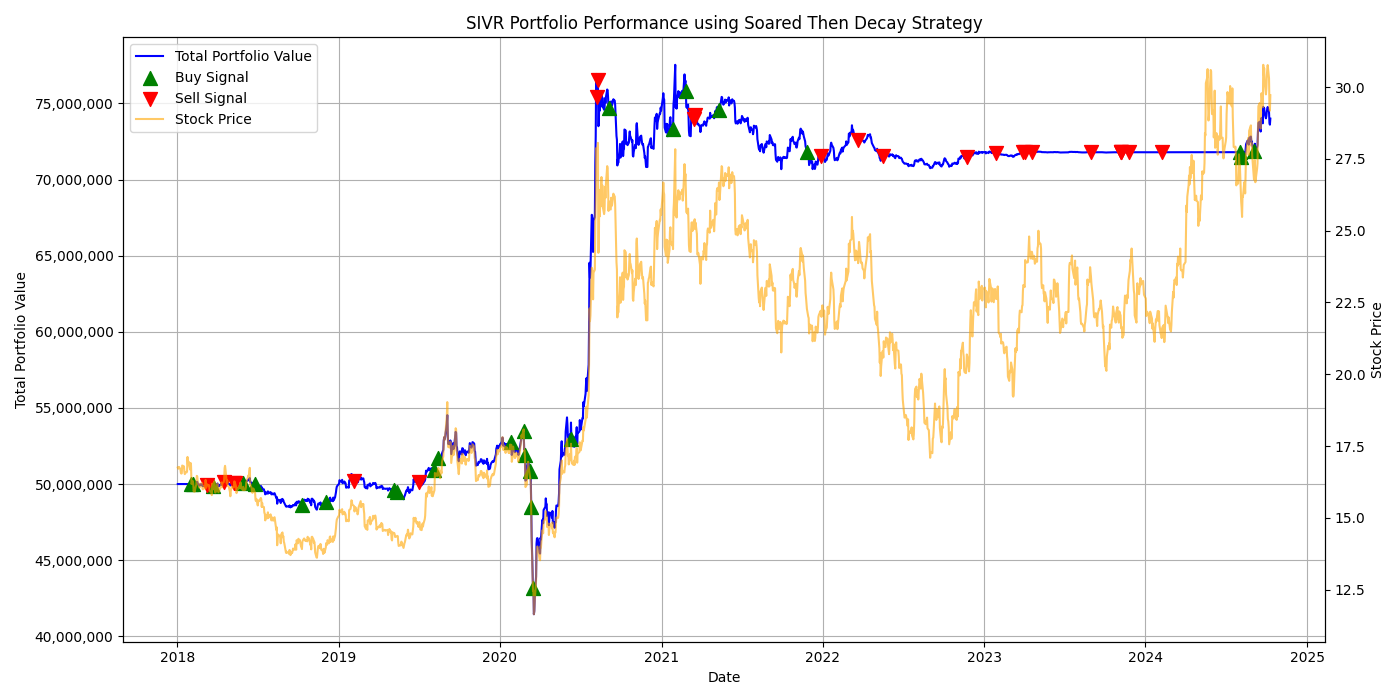 SIVR Portfolio Performance using Soared Then Decay Strategy
Total Portfolio Value
Buy Signal
Sell Signal
Stock Price
75,000,000
70,000,000
65,000,000
60,000,000
55,000,000
50,000,000
45,000,000
40,000,000
Total Portfolio Value
30.0
27.5
25.0
22.5
20.0
17.5
15.0
12.5
Stock Price
2018 2019 2020 2021 2022 2023 2024 2025
Date